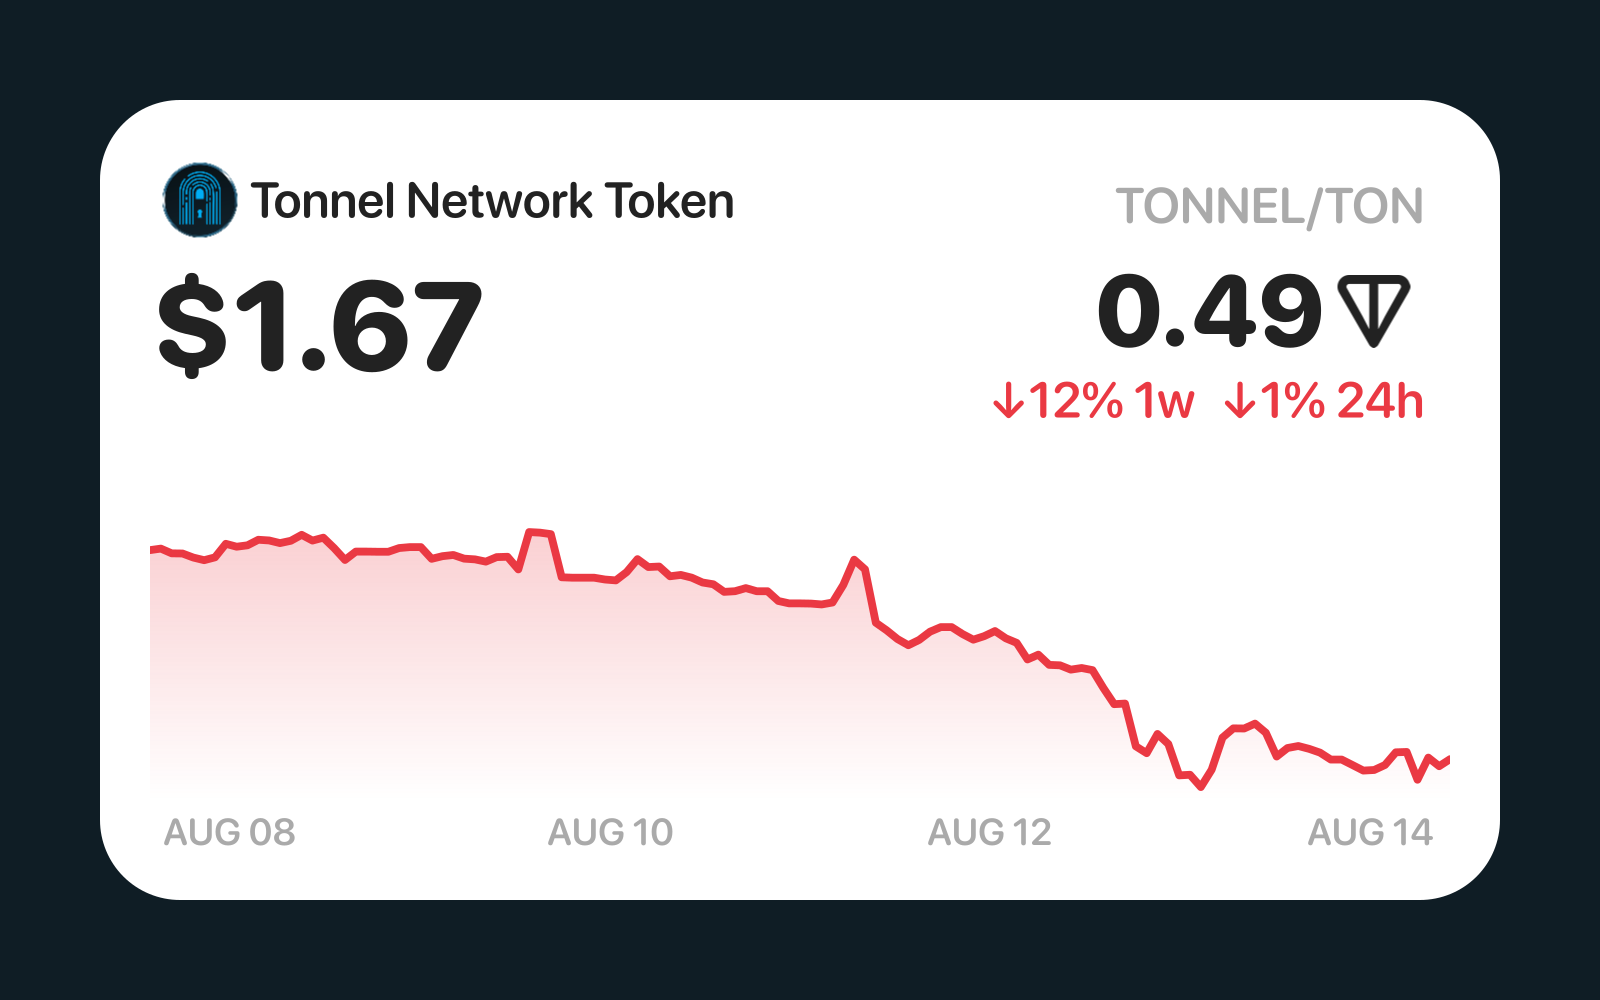 Tonnel Network Token
TONNEL/TON
$1.67
0.49
↓12% 1w ↓1% 24h
AUG 08 AUG 10 AUG 12 AUG 14